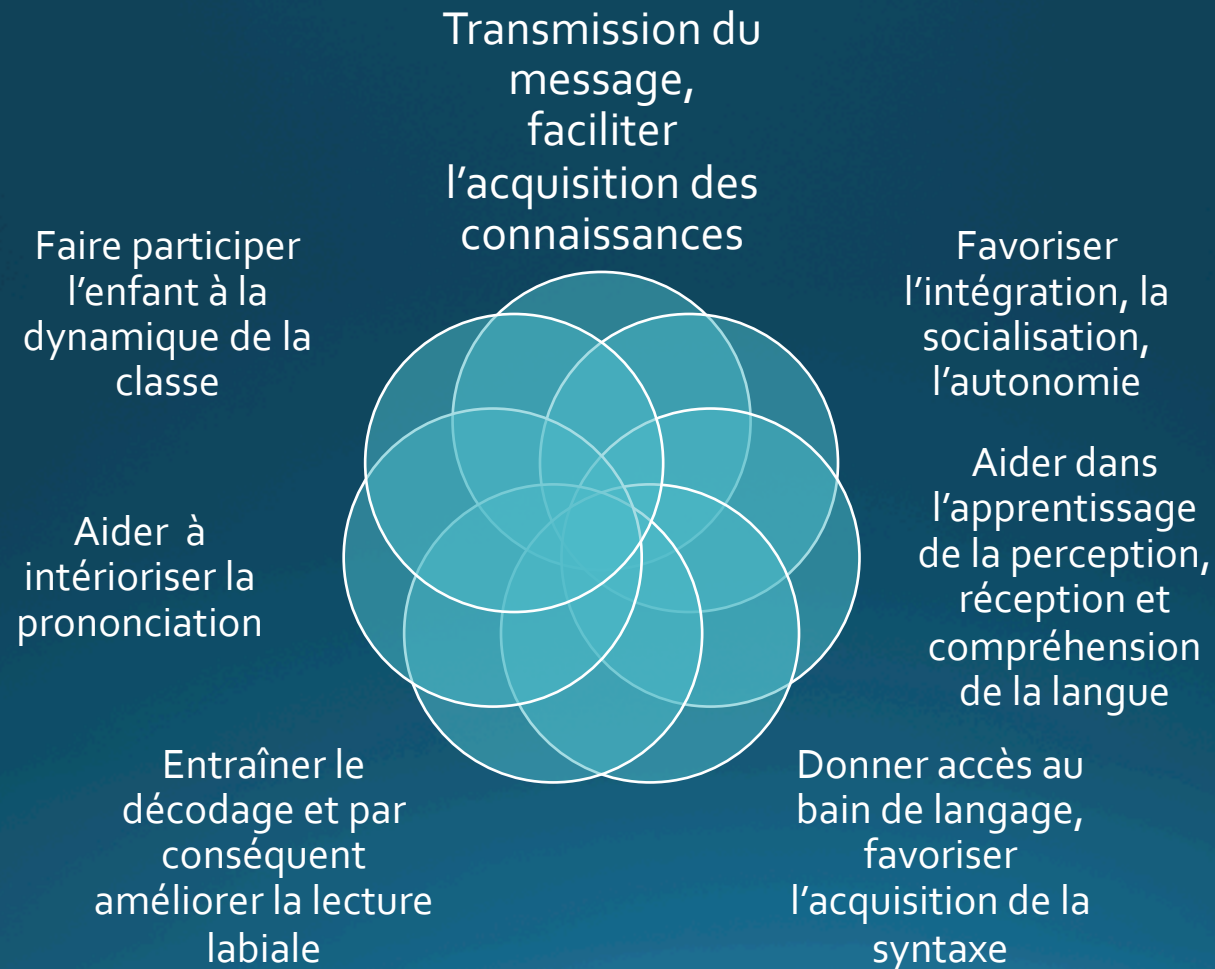 Transmission du
message,
faciliter
l'acquisition des
connaissances
Favoriser
l'intégration, la
socialisation,
l'autonomie
Aider dans
l'apprentissage
de la perception,
réception et
compréhension
de la langue
Donner accès au
bain de langage,
favoriser
l'acquisition de la
syntaxe
Entraîner le
décodage et par
conséquent
améliorer la lecture
labiale
Aider à
intérioriser la
prononciation
Faire participer
l'enfant à la
dynamique de la
classe